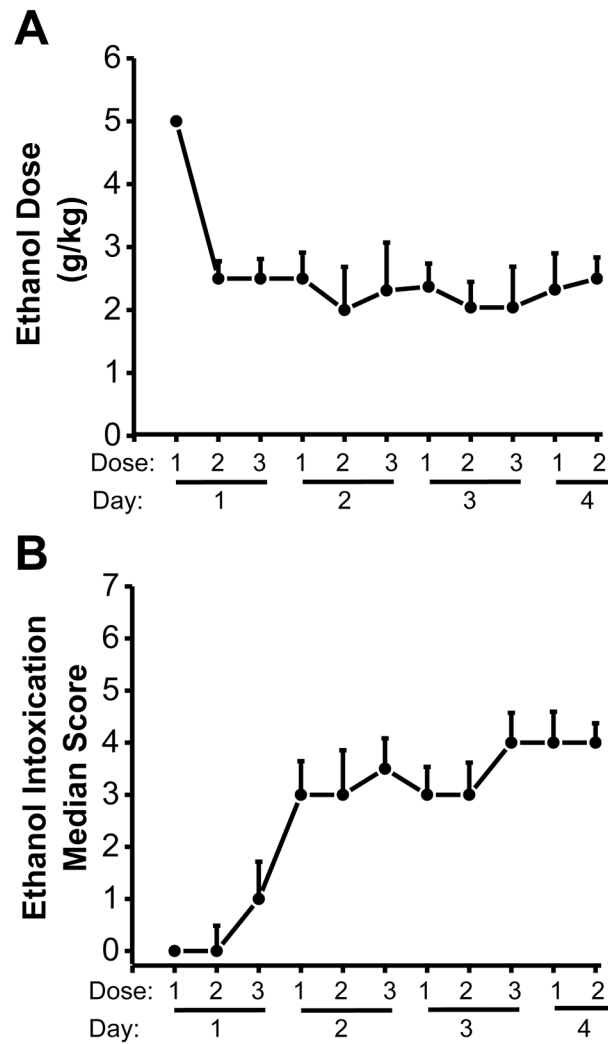 A
Ethanol Dose
(g/kg)
6
5
4
3
2
1
0
Dose: 1 2 3 1 2 3 1 2 3 1 2
Day: 1 2 3 4
B
Ethanol Intoxication
Median Score
7
6
5
4
3
2
1
0
Dose: 1 2 3 1 2 3 1 2 3 1 2
Day: 1 2 3 4